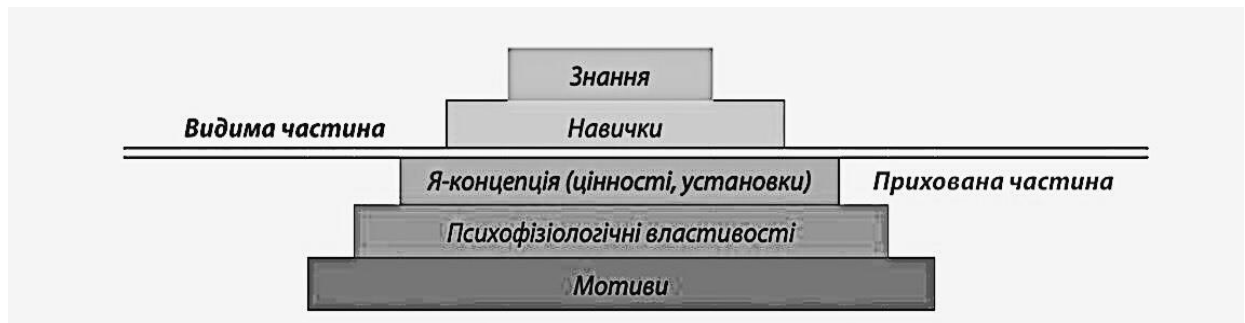 Знання
Видима частина
Навички
Я-концепція (цінності, установки)
Прихована частина
Психофізіологічні властивості
Мотиви